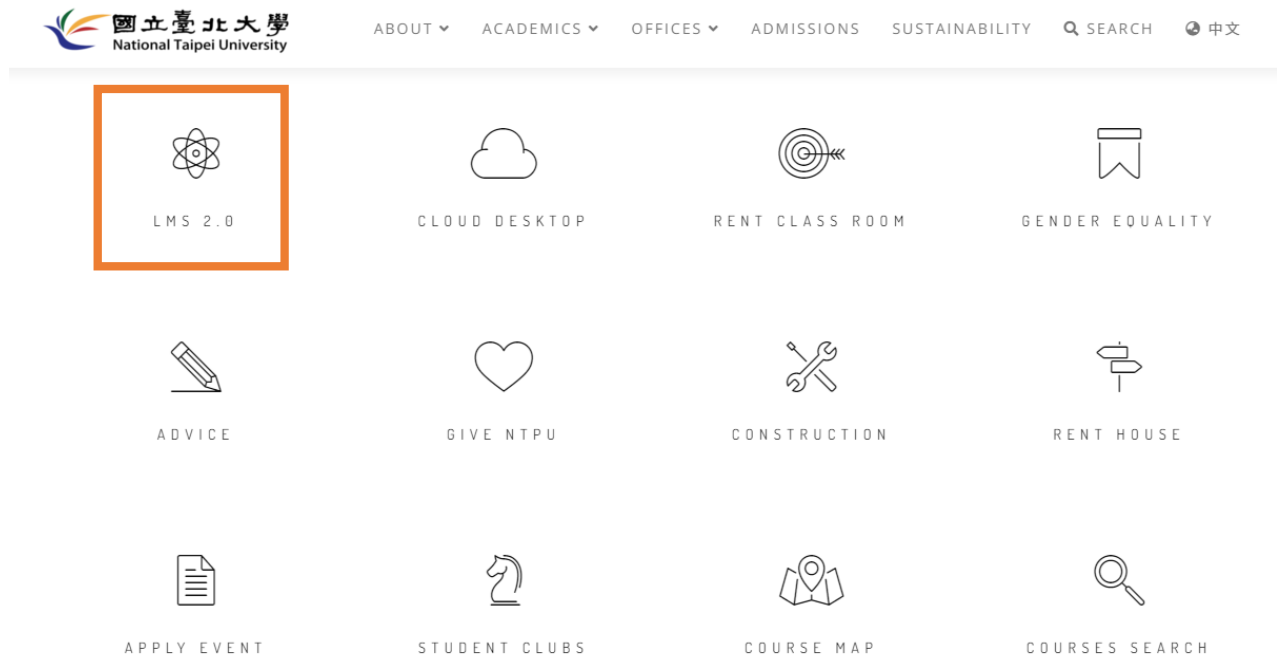 國立臺北大學
National Taipei University
ABOUT ACADEMICS OFFICES ADMISSIONS SUSTAINABILITY SEARCH 中文
LMS 2.0 CLOUD DESKTOP RENT CLASS ROOM GENDER EQUALITY
ADVICE GIVE NTPU CONSTRUCTION RENT HOUSE
APPLY EVENT STUDENT CLUBS COURSE MAP COURSES SEARCH